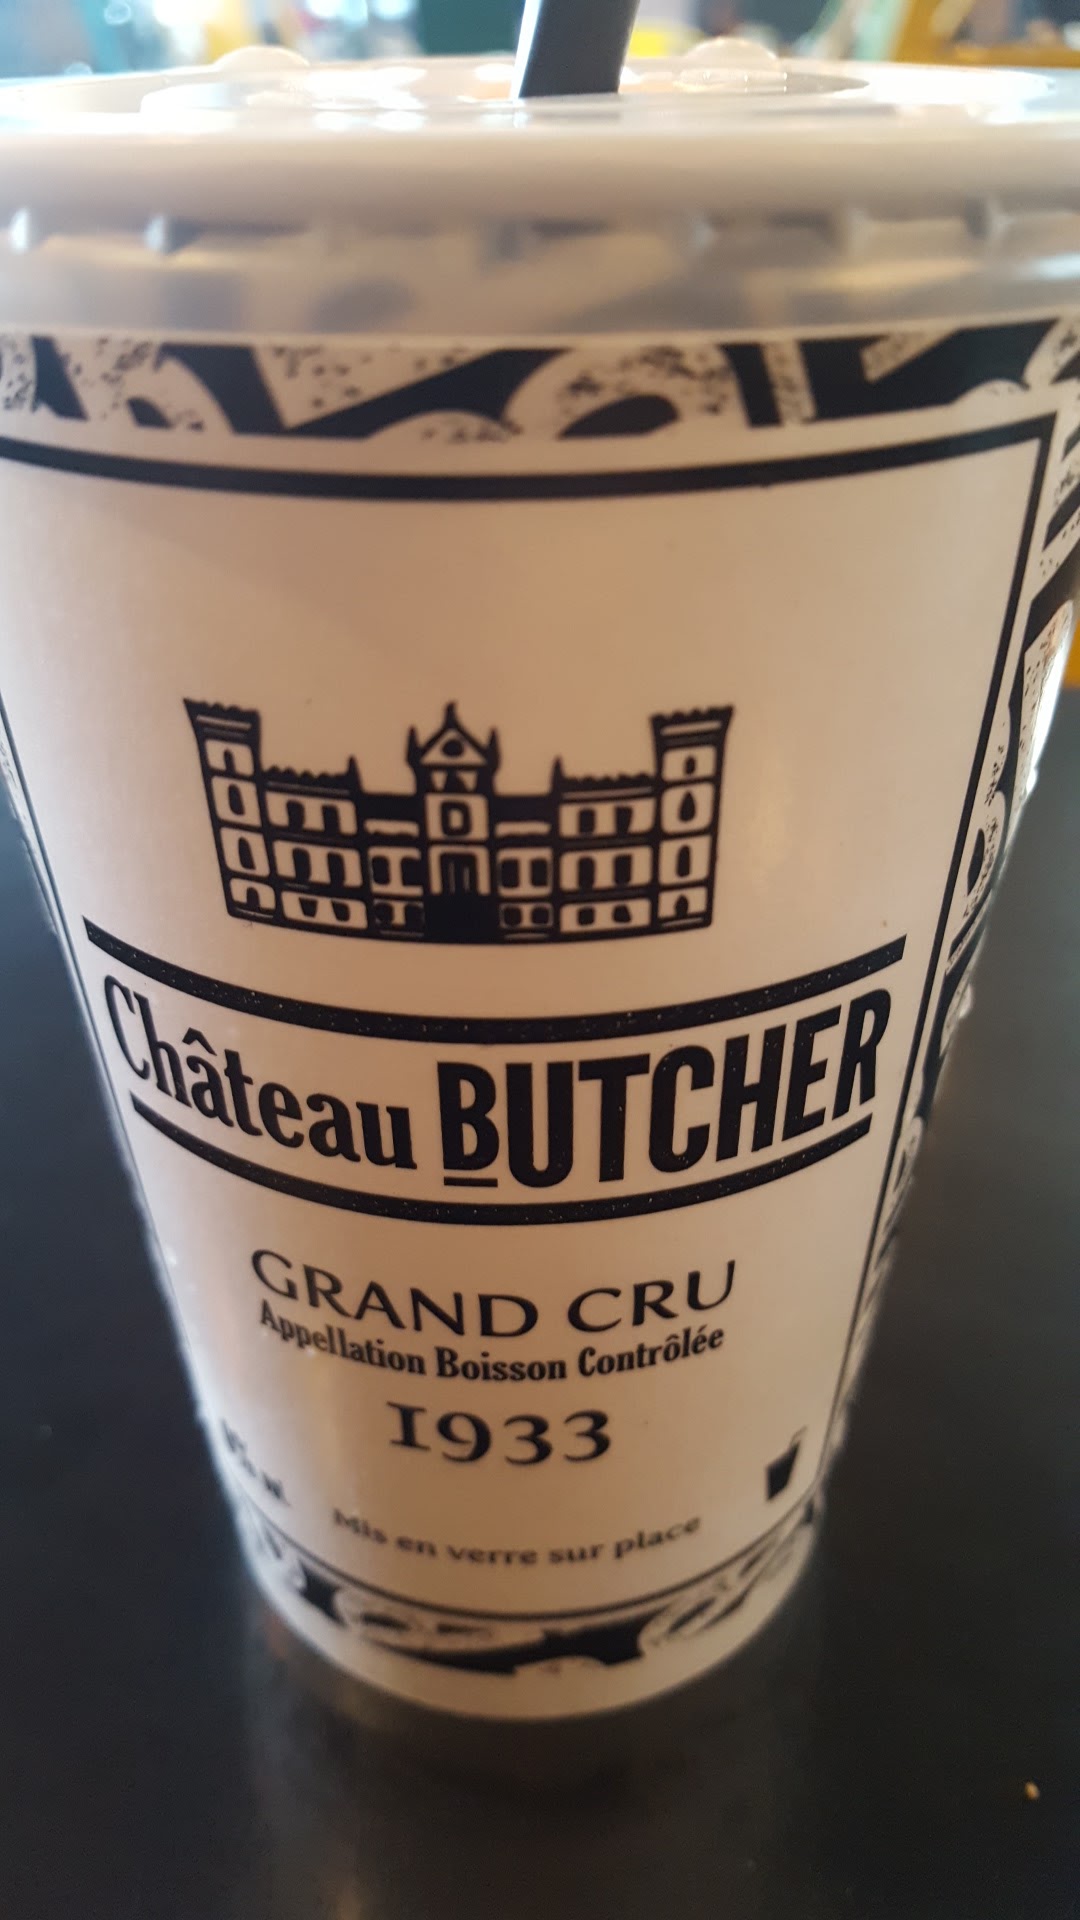 Château BUTCHER
GRAND CRU
Appellation Boisson Contrôlée
1933
Mis en verre sur place